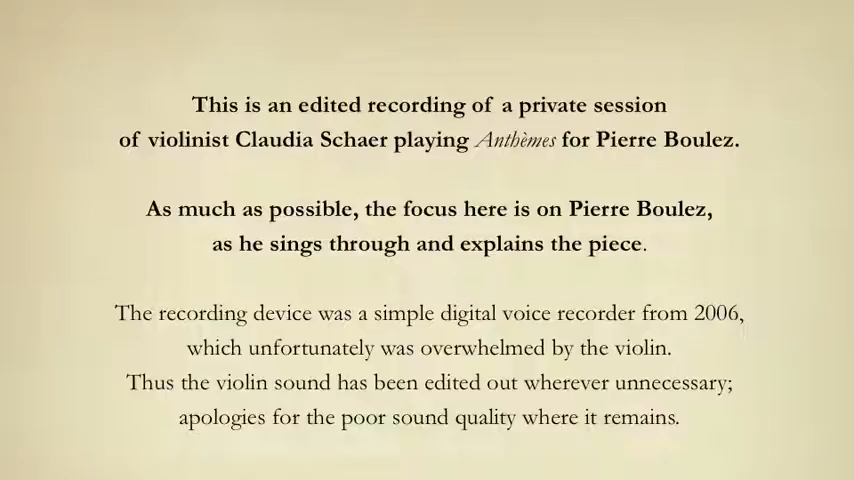 This is an edited recording of a private session
of violinist Claudia Schaer playing Anthèmes for Pierre Boulez.
As much as possible, the focus here is on Pierre Boulez,
as he sings through and explains the piece.
The recording device was a simple digital voice recorder from 2006,
which unfortunately was overwhelmed by the violin.
Thus the violin sound has been edited out wherever unnecessary;
apologies for the poor sound quality where it remains.